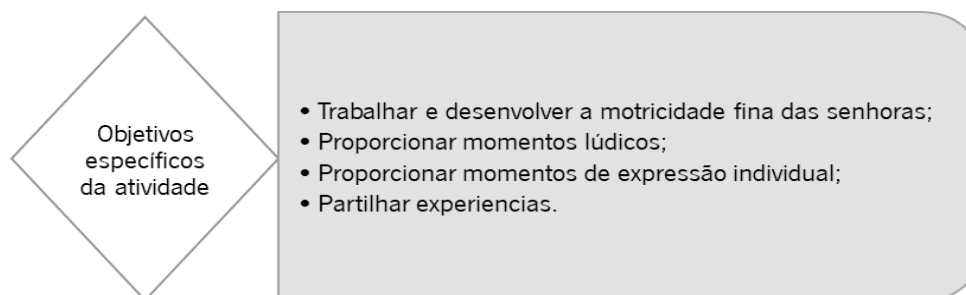 Objetivos
específicos
da atividade
• Trabalhar e desenvolver a motricidade fina das senhoras;
• Proporcionar momentos lúdicos;
• Proporcionar momentos de expressão individual;
• Partilhar experiencias.